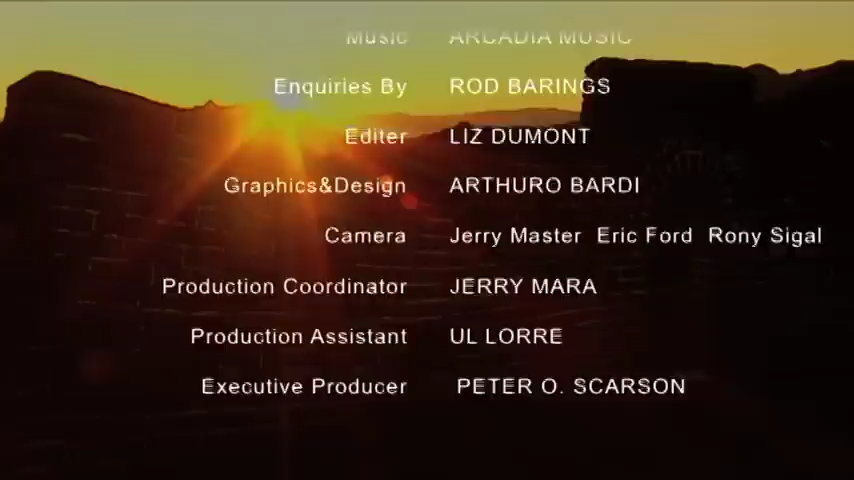 Music ARCADIA MUSIC
Enquiries By ROD BARINGS
Editer LIZ DUMONT
Graphics&Design ARTHURO BARDI
Camera Jerry Master Eric Ford Rony Sigal
Production Coordinator JERRY MARA
Production Assistant UL LORRE
Executive Producer PETER O. SCARSON